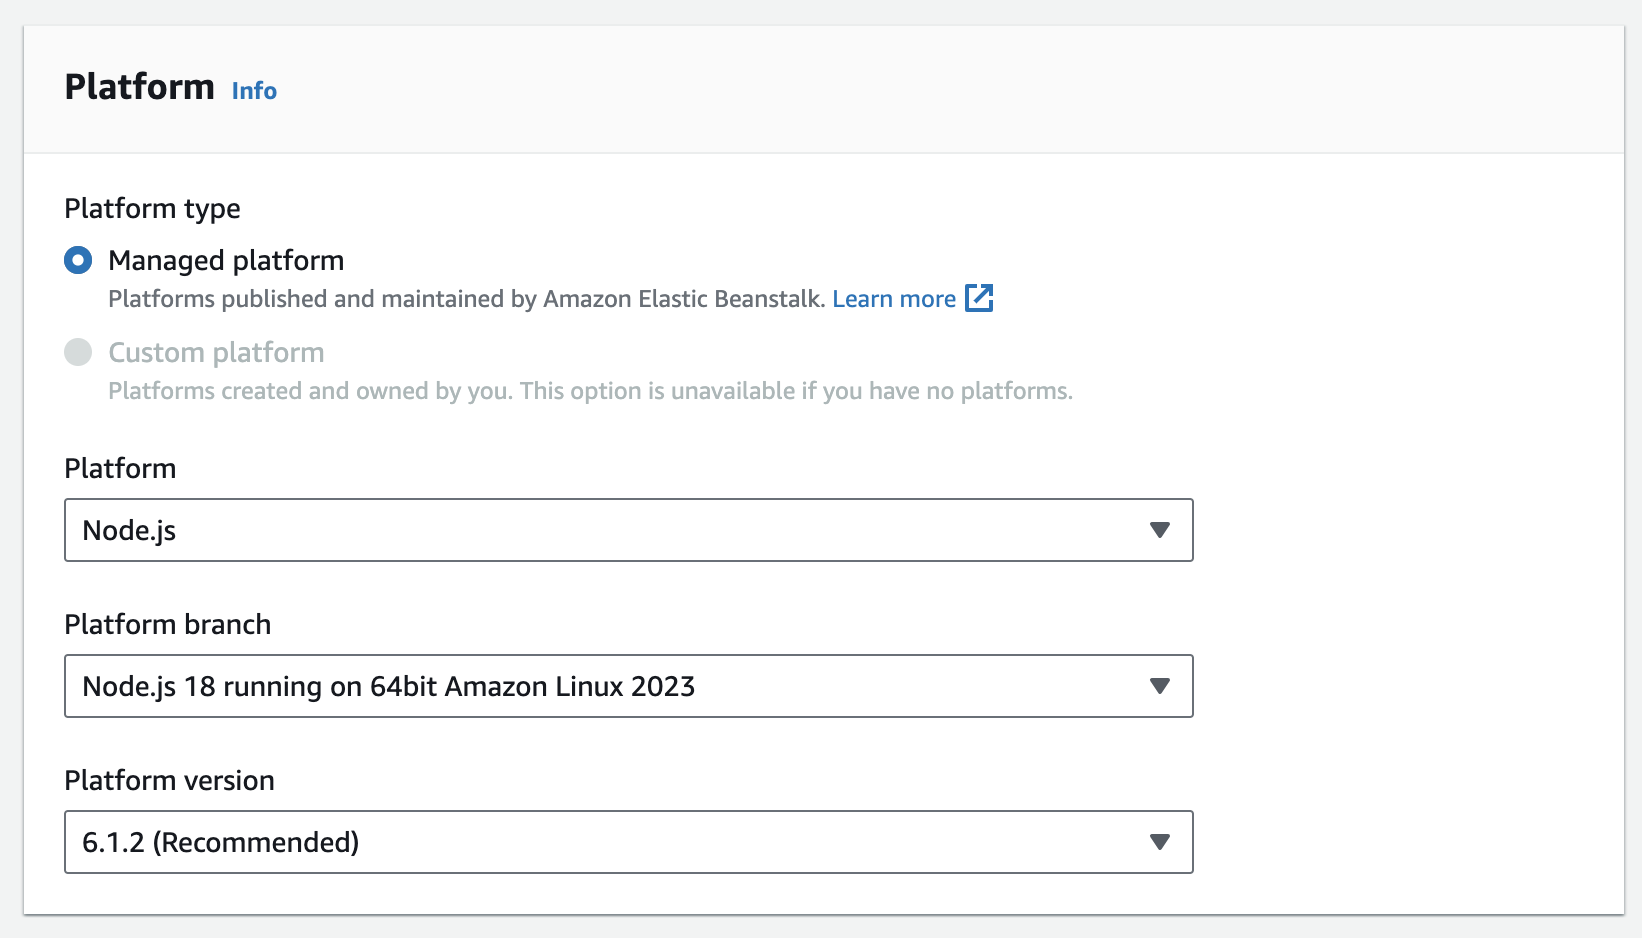 Platform Info
Platform type
Managed platform
Platforms published and maintained by Amazon Elastic Beanstalk. Learn more
Custom platform
Platforms created and owned by you. This option is unavailable if you have no platforms.
Platform
Node.js
Platform branch
Node.js 18 running on 64bit Amazon Linux 2023
Platform version
6.1.2 (Recommended)